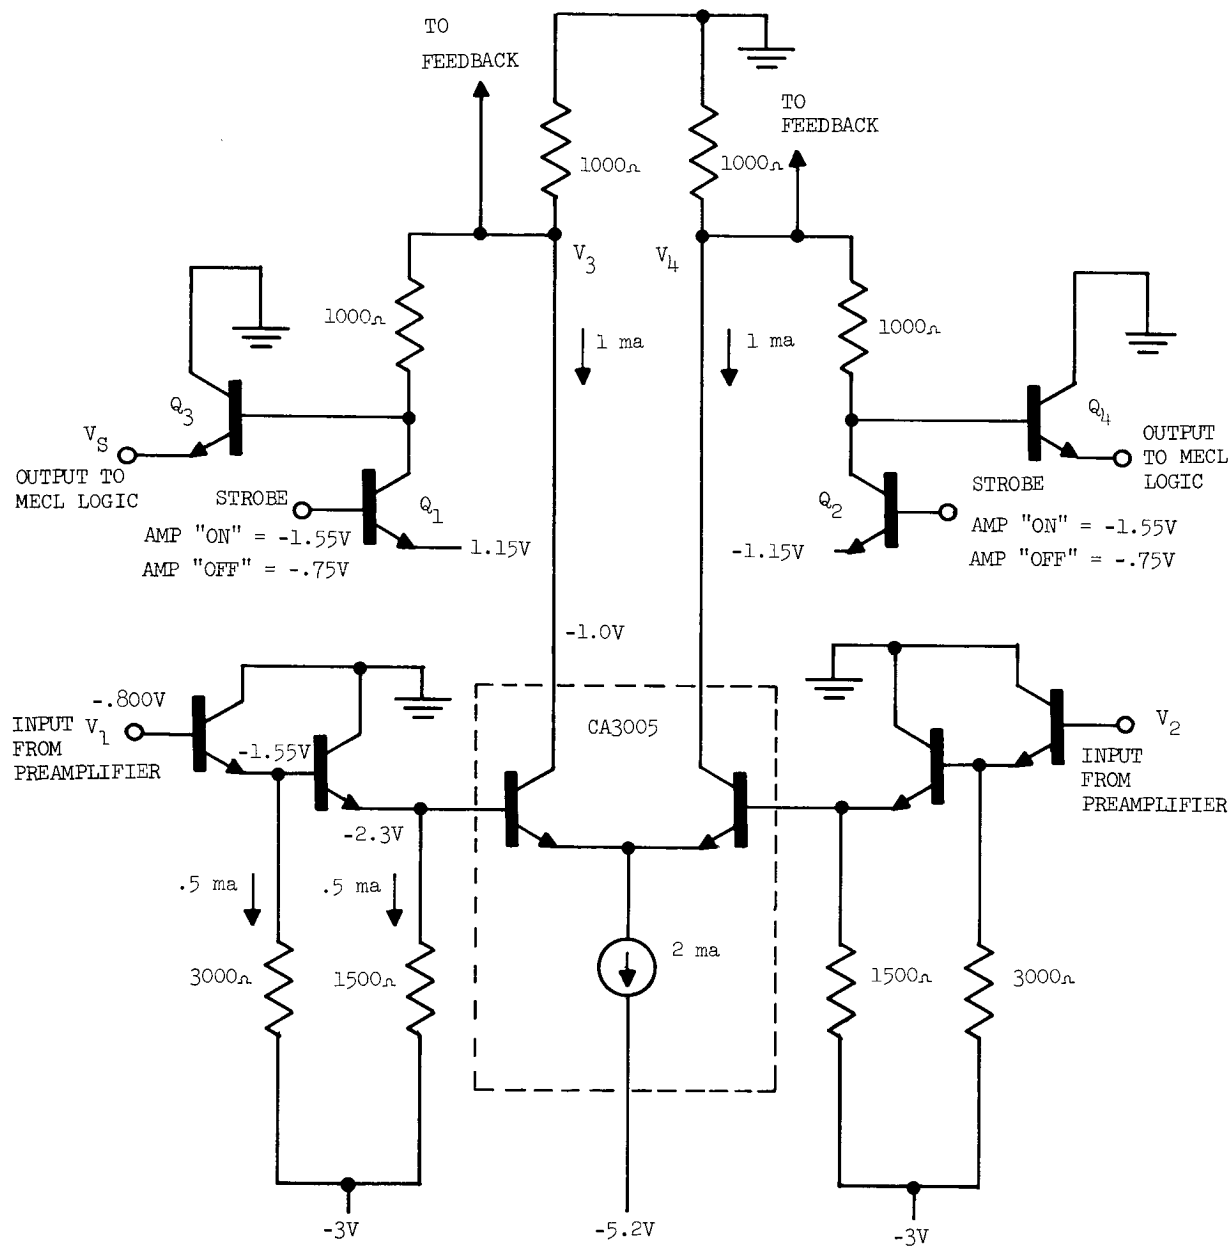 TO
FEEDBACK
TO
FEEDBACK
1000Ω
1000Ω
V3
V4
1000Ω
1000Ω
1 ma
1 ma
Q3
Q4
VS
OUTPUT TO
MECL LOGIC
OUTPUT
TO MECL
LOGIC
STROBE
Q1
AMP "ON" = -1.55V
AMP "OFF" = -.75V
1.15V
STROBE
Q2
AMP "ON" = -1.55V
AMP "OFF" = -.75V
-1.15V
-1.0V
-.800V
INPUT V1
FROM
PREAMPLIFIER
-1.55V
CA3005
V2
INPUT
FROM
PREAMPLIFIER
-2.3V
.5 ma
.5 ma
2 ma
3000Ω
1500Ω
1500Ω
3000Ω
-3V
-5.2V
-3V